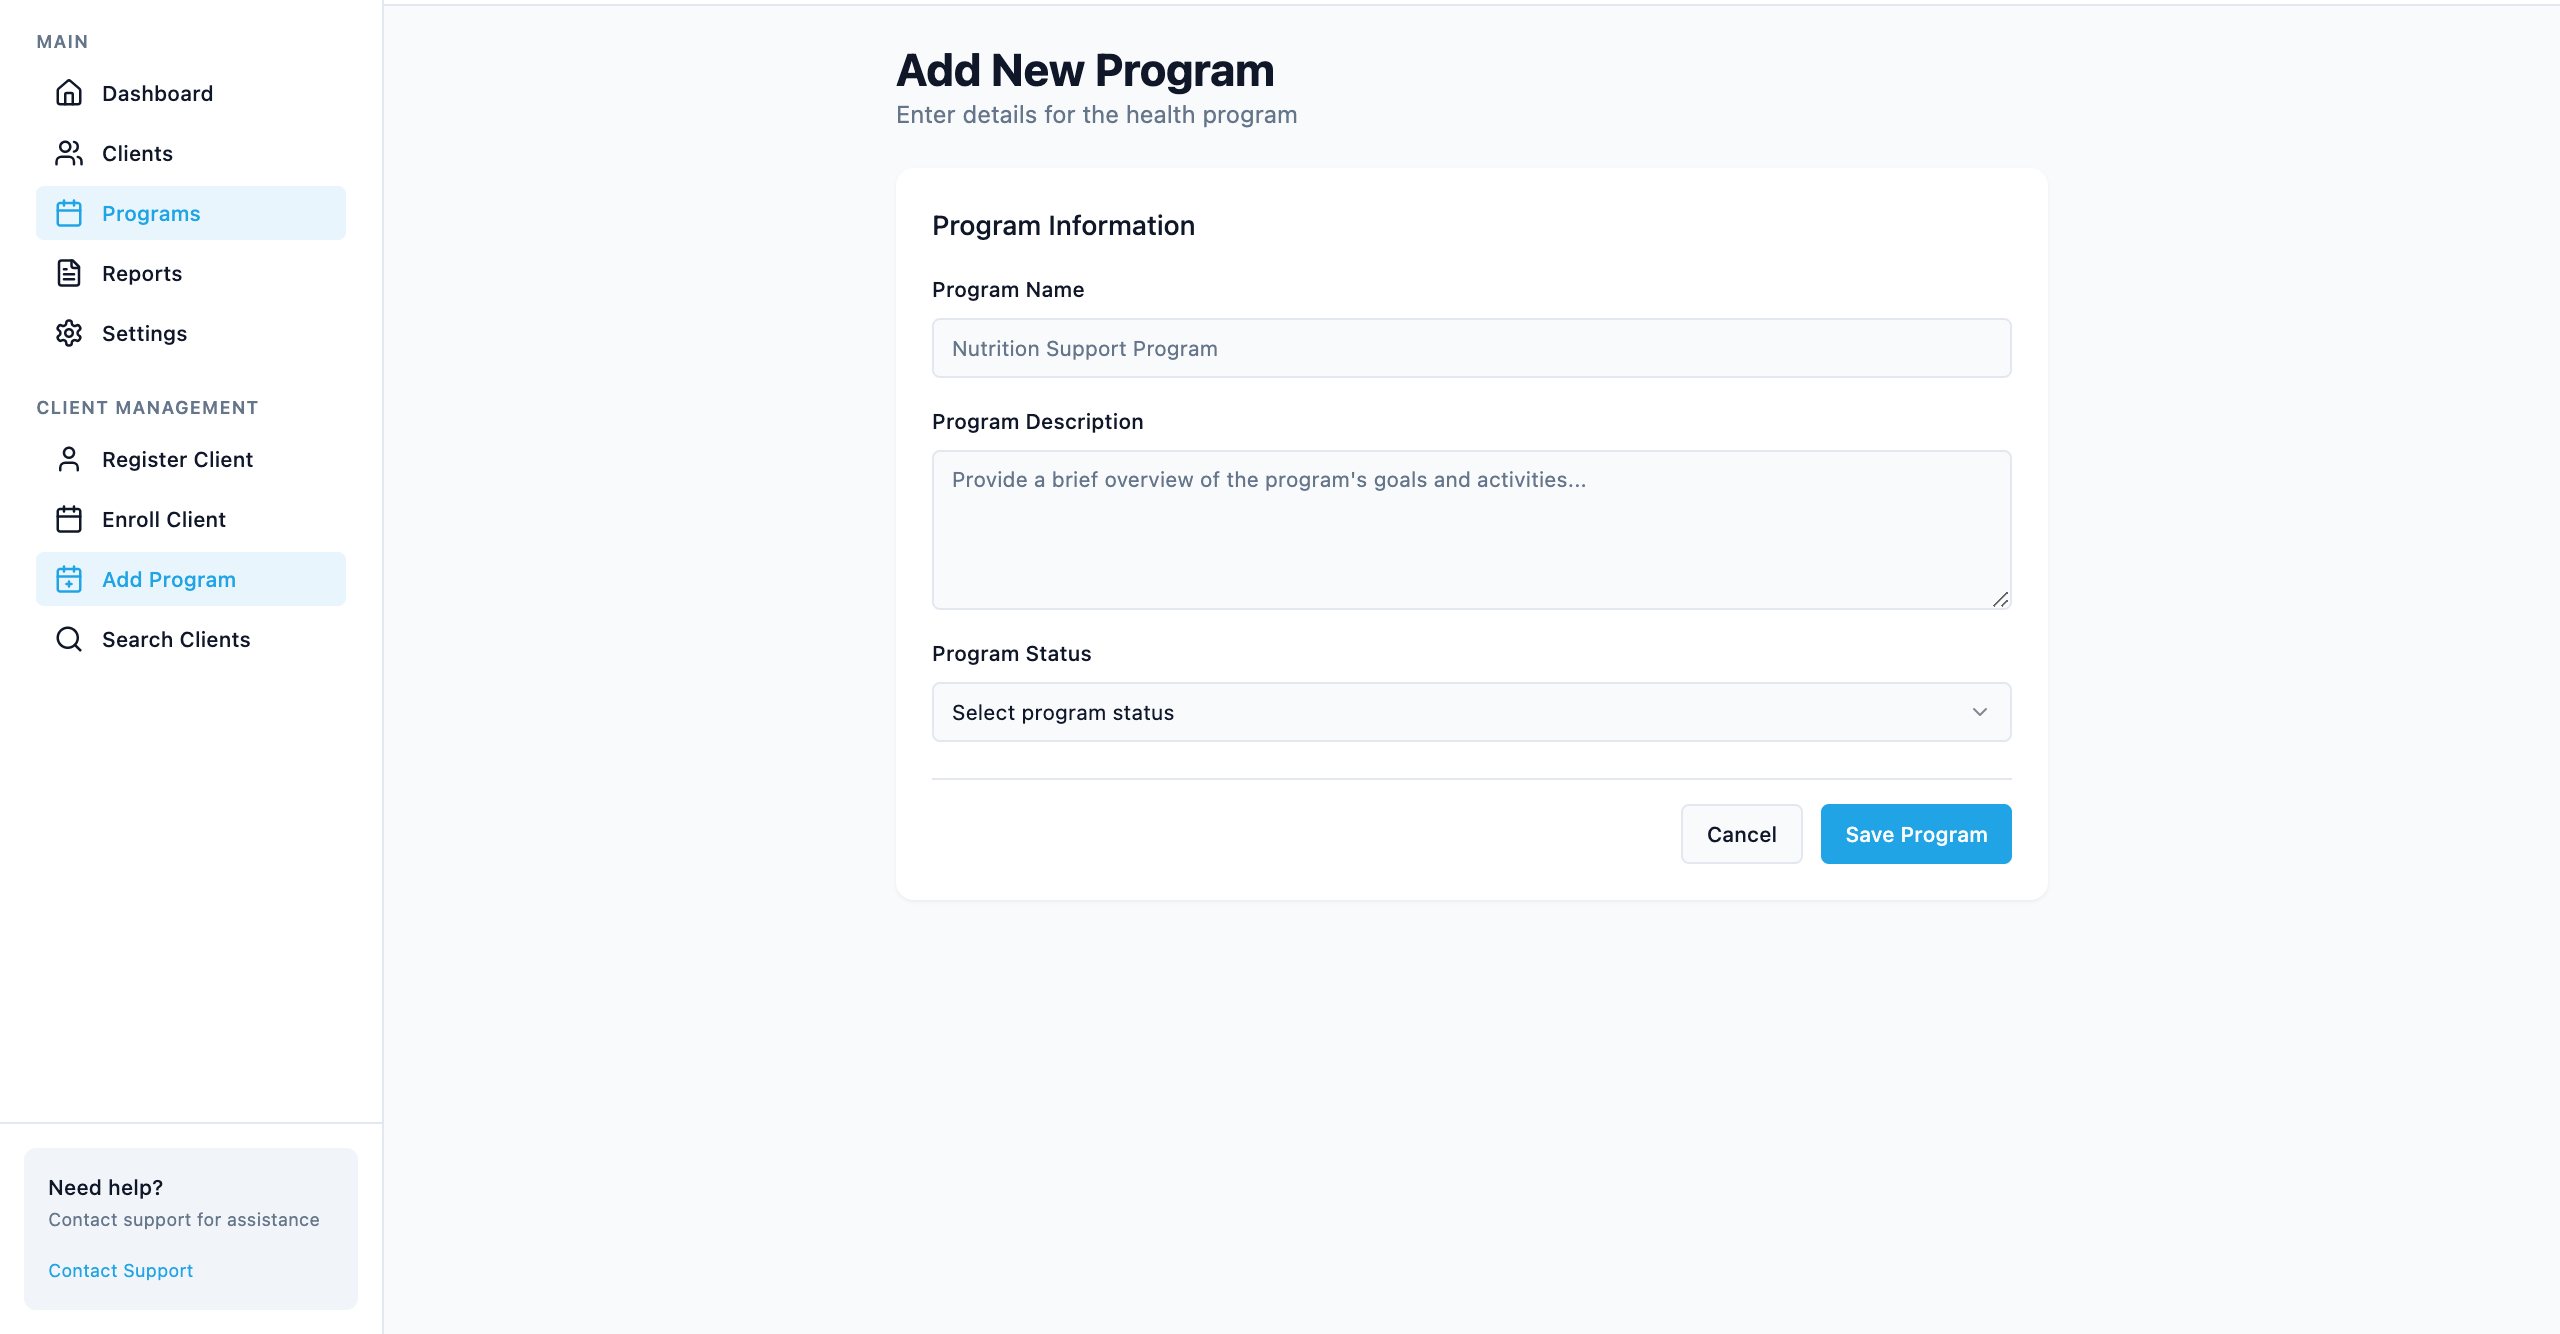 MAIN
Dashboard
Clients
Programs
Reports
Settings
CLIENT MANAGEMENT
Register Client
Enroll Client
Add Program
Search Clients
Need help?
Contact support for assistance
Contact Support
Add New Program
Enter details for the health program
Program Information
Program Name
Nutrition Support Program
Program Description
Provide a brief overview of the program's goals and activities...
Program Status
Select program status
Cancel
Save Program